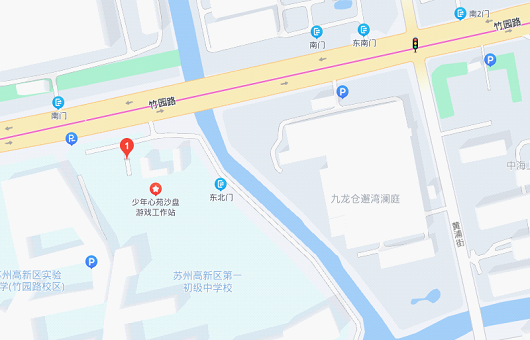 南2门
竹园路
南门
东南门
P
竹园路
南门
P
P
1
少年心苑沙盘
游戏工作站
东北门
九龙仓邂湾澜庭
中海
黄浦街
P
州高新区实验
学(竹园路校区)
苏州高新区第一
初级中学校